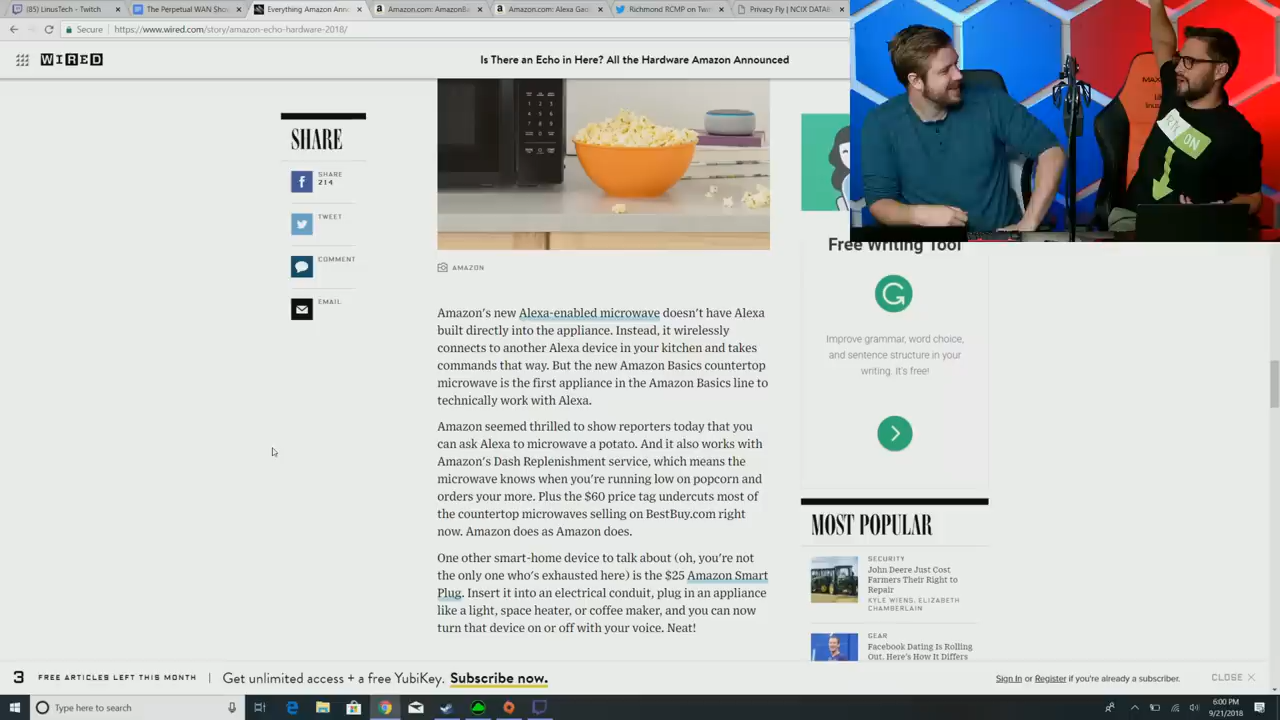 (85) LinusTech - Twitch
The Perpetual WAN Show
Everything Amazon Ann
Amazon.com: AmazonBa
Amazon.com: Alexa Gad
Richmond RCMP on Twi
Privacy Fly | NCIX DATAB
Secure
https://www.wired.com/story/amazon-echo-hardware-2018/
WIRED
Is There an Echo in Here? All the Hardware Amazon Announced
SHARE
SHARE
214
TWEET
COMMENT
EMAIL
AMAZON
Amazon's new Alexa-enabled microwave doesn't have Alexa
built directly into the appliance. Instead, it wirelessly
connects to another Alexa device in your kitchen and takes
commands that way. But the new Amazon Basics countertop
microwave is the first appliance in the Amazon Basics line to
technically work with Alexa.
Amazon seemed thrilled to show reporters today that you
can ask Alexa to microwave a potato. And it also works with
Amazon's Dash Replenishment service, which means the
microwave knows when you're running low on popcorn and
orders your more. Plus the $60 price tag undercuts most of
the countertop microwaves selling on BestBuy.com right
now. Amazon does as Amazon does.
One other smart-home device to talk about (oh, you're not
the only one who's exhausted here) is the $25 Amazon Smart
Plug. Insert it into an electrical conduit, plug in an appliance
like a light, space heater, or coffee maker, and you can now
turn that device on or off with your voice. Neat!
Free Writing Tool
Improve grammar, word choice,
and sentence structure in your
writing. It's free!
MOST POPULAR
SECURITY
John Deere Just Cost
Farmers Their Right to
Repair
KYLE WIENS, ELIZABETH
CHAMBERLAIN
GEAR
Facebook Dating Is Rolling
Out. Here's How It Differs
3 FREE ARTICLES LEFT THIS MONTH
Get unlimited access + a free YubiKey. Subscribe now.
Sign In or Register if you're already a subscriber.
CLOSE
Type here to search
6:00 PM
9/21/2018